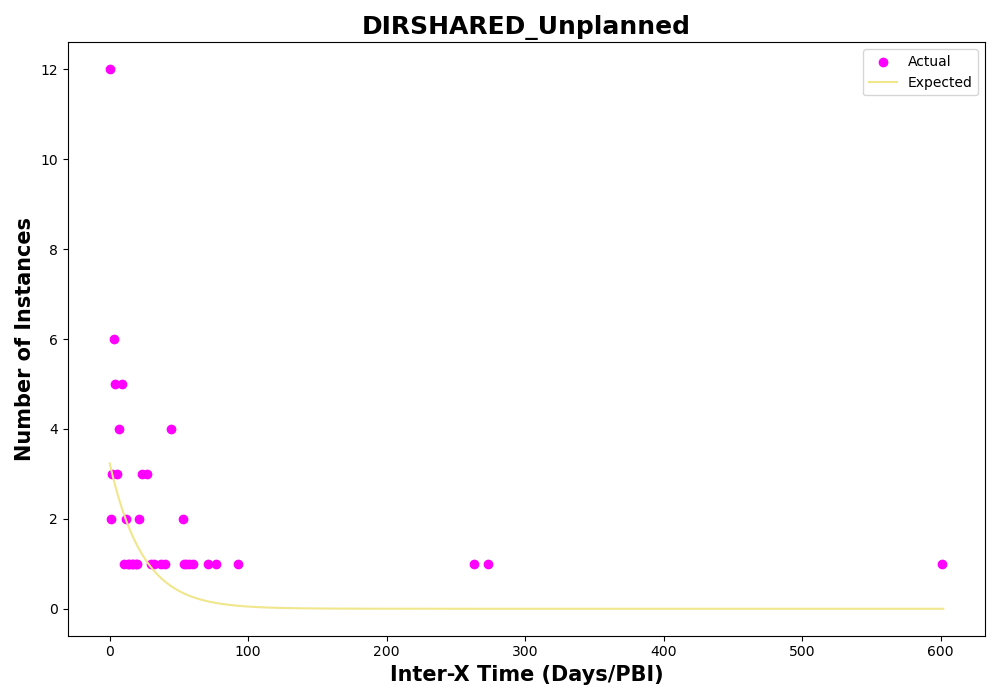 DIRSHARED_Unplanned
Actual
Expected
12
10
8
6
4
2
0
Number of Instances
0 100 200 300 400 500 600
Inter-X Time (Days/PBI)